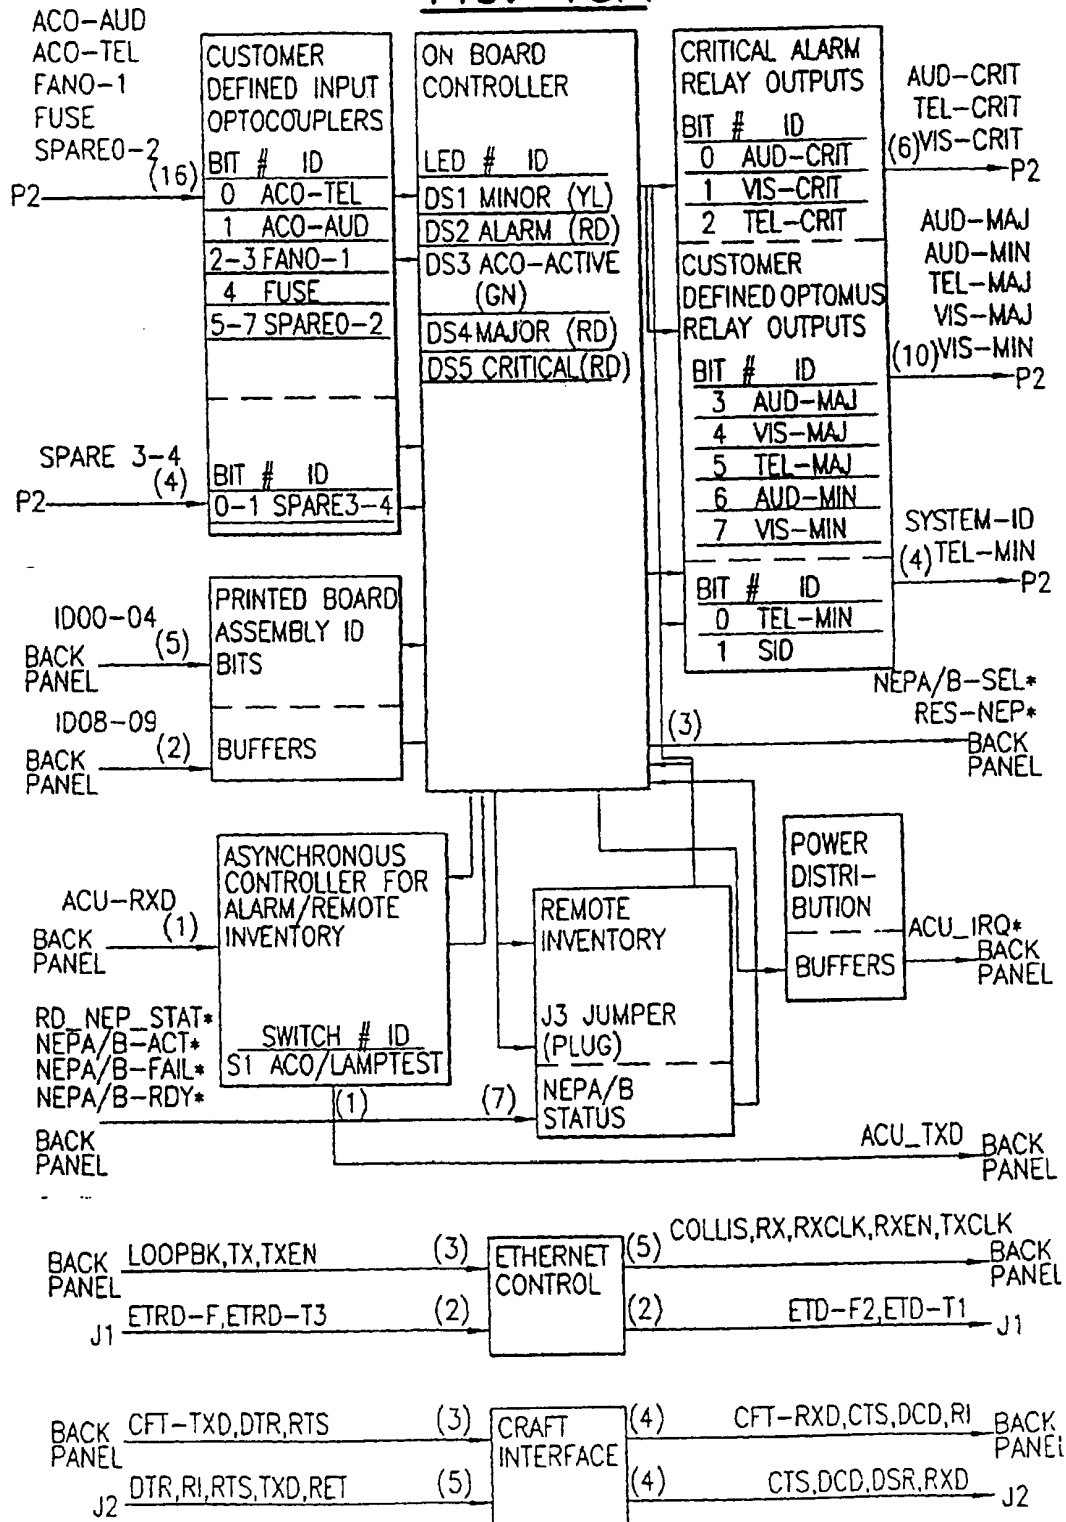 ACO-AUD
ACO-TEL
FANO-1
FUSE
SPARE0-2
(16)
P2
CUSTOMER
DEFINED INPUT
OPTOCOUPLERS
BIT # ID
0 ACO-TEL
1 ACO-AUD
2-3 FANO-1
4 FUSE
5-7 SPARE0-2
SPARE 3-4
(4)
P2
BIT # ID
0-1 SPARE3-4
ON BOARD
CONTROLLER
LED # ID
DS1 MINOR (YL)
DS2 ALARM (RD)
DS3 ACO-ACTIVE
(GN)
DS4 MAJOR (RD)
DS5 CRITICAL(RD)
CRITICAL ALARM
RELAY OUTPUTS
BIT # ID
0 AUD-CRIT
1 VIS-CRIT
2 TEL-CRIT
CUSTOMER
DEFINED OPTOMUS
RELAY OUTPUTS
BIT # ID
3 AUD-MAJ
4 VIS-MAJ
5 TEL-MAJ
6 AUD-MIN
7 VIS-MIN
BIT # ID
0 TEL-MIN
1 SID
AUD-CRIT
TEL-CRIT
(6) VIS-CRIT
P2
AUD-MAJ
AUD-MIN
TEL-MAJ
VIS-MAJ
(10) VIS-MIN
P2
SYSTEM-ID
(4) TEL-MIN
P2
ID00-04
(5)
BACK
PANEL
ID08-09
(2)
BACK
PANEL
PRINTED BOARD
ASSEMBLY ID
BITS
BUFFERS
NEPA/B-SEL*
RES-NEP*
(3)
BACK
PANEL
ACU-RXD
(1)
BACK
PANEL
ASYNCHRONOUS
CONTROLLER FOR
ALARM/REMOTE
INVENTORY
SWITCH # ID
S1 ACO/LAMPTEST
REMOTE
INVENTORY
J3 JUMPER
(PLUG)
NEPA/B
STATUS
POWER
DISTRI-
BUTION
BUFFERS
ACU_IRQ*
BACK
PANEL
RD_NEP_STAT*
NEPA/B-ACT*
NEPA/B-FAIL*
NEPA/B-RDY*
(7)
BACK
PANEL
(1)
ACU_TXD
BACK
PANEL
BACK
PANEL
LOOPBK,TX,TXEN
(3)
J1
ETRD-F,ETRD-T3
(2)
ETHERNET
CONTROL
(5)
COLLIS,RX,RXCLK,RXEN,TXCLK
BACK
PANEL
(2)
ETD-F2,ETD-T1
J1
BACK
PANEL
CFT-TXD,DTR,RTS
(3)
J2
DTR,RI,RTS,TXD,RET
(5)
CRAFT
INTERFACE
(4)
CFT-RXD,CTS,DCD,RI
BACK
PANEL
(4)
CTS,DCD,DSR,RXD
J2